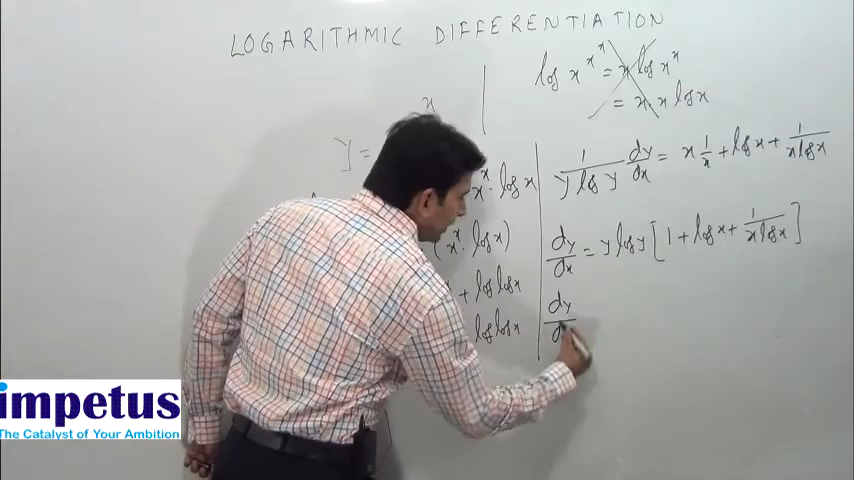 LOGARITHMIC DIFFERENTIATION
log x^x^x = x log x^x
= x x log x
x
y =
x^x · log x
(x^x · log x)
+ log log x
log log x
1/(y log y) dy/dx = x 1/x + log x + 1/(x log x)
dy/dx = y log y [1 + log x + 1/(x log x)]
dy/d
impetus
The Catalyst of Your Ambition